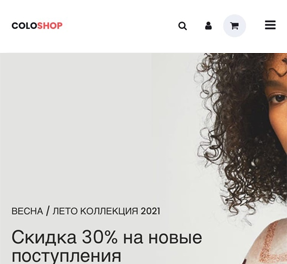 COLOSHOP
ВЕСНА / ЛЕТО КОЛЛЕКЦИЯ 2021
Скидка 30% на новые
поступления